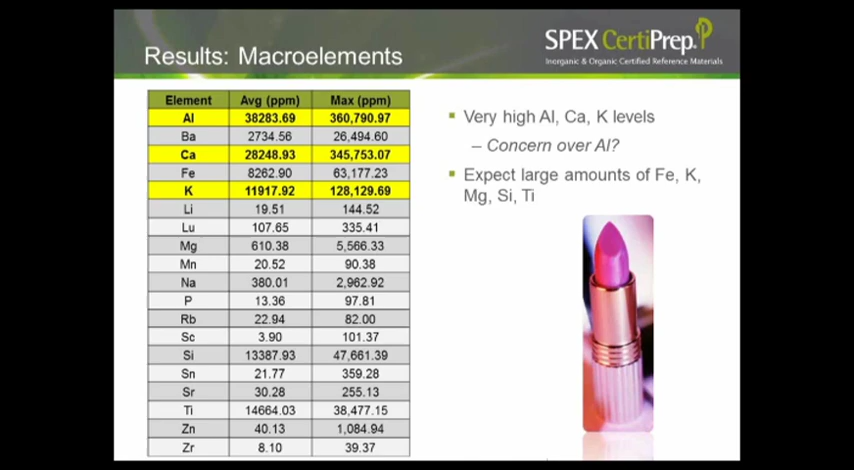 Results: Macroelements
SPEX CertiPrep®
Inorganic & Organic Certified Reference Materials
Element Avg (ppm) Max (ppm)
Al 38283.69 360,790.97
Ba 2734.56 26,494.60
Ca 28248.93 345,753.07
Fe 8262.90 63,177.23
K 11917.92 128,129.69
Li 19.51 144.52
Lu 107.65 335.41
Mg 610.38 5,566.33
Mn 20.52 90.38
Na 380.01 2,962.92
P 13.36 97.81
Rb 22.94 82.00
Sc 3.90 101.37
Si 13387.93 47,661.39
Sn 21.77 359.28
Sr 30.28 255.13
Ti 14664.03 38,477.15
Zn 40.13 1,084.94
Zr 8.10 39.37
▪ Very high Al, Ca, K levels
– Concern over Al?
▪ Expect large amounts of Fe, K,
Mg, Si, Ti